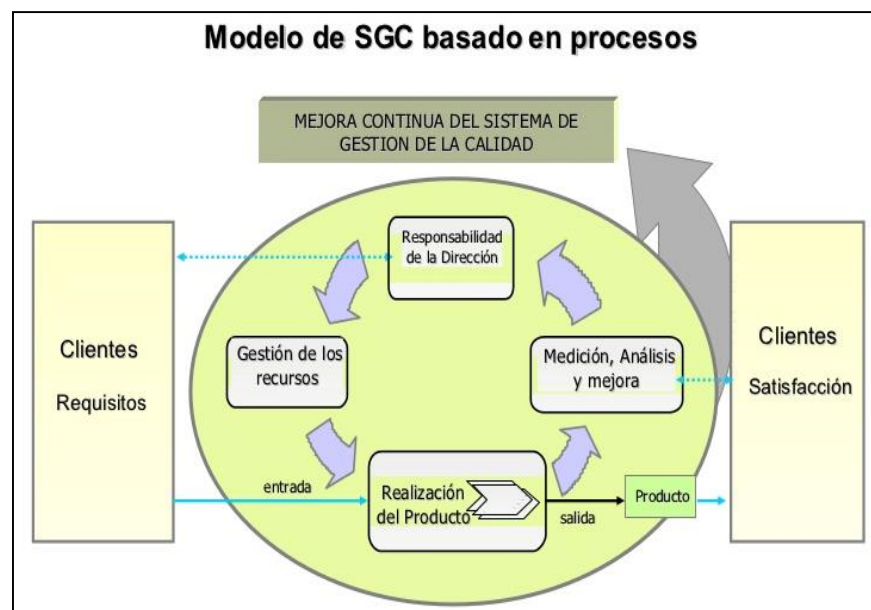 Modelo de SGC basado en procesos
MEJORA CONTINUA DEL SISTEMA DE
GESTION DE LA CALIDAD
Responsabilidad
de la Dirección
Clientes
Requisitos
Gestión de los
recursos
Medición, Análisis
y mejora
Clientes
Satisfacción
entrada
Realización
del Producto
salida
Producto